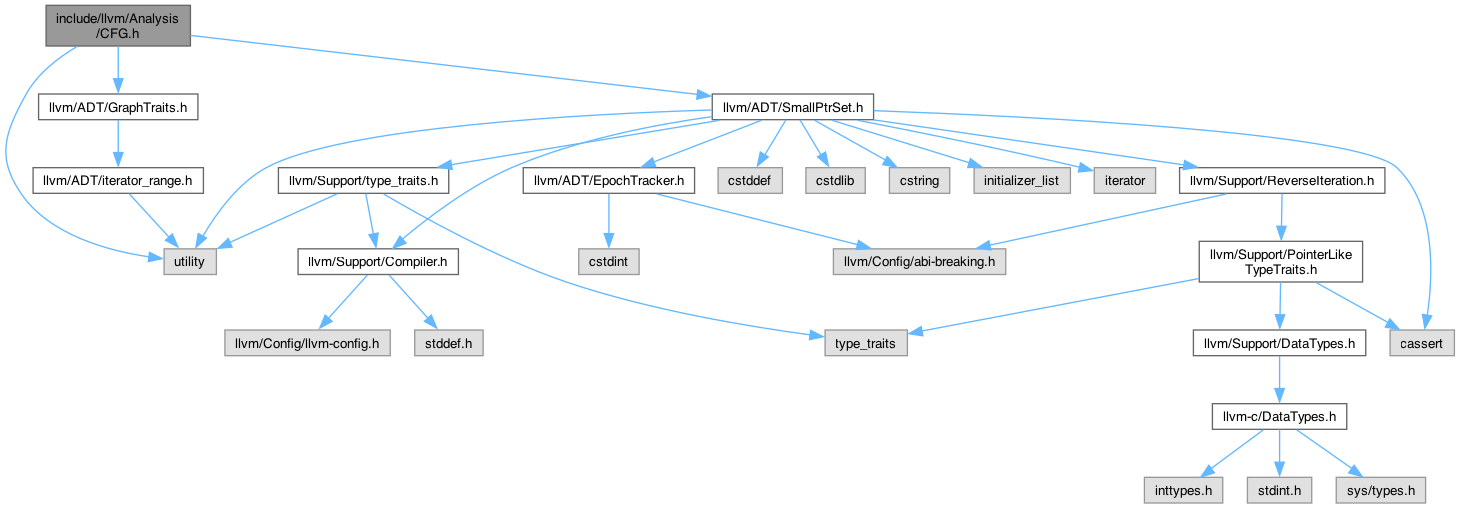 include/llvm/Analysis
/CFG.h
llvm/ADT/GraphTraits.h
llvm/ADT/SmallPtrSet.h
llvm/ADT/iterator_range.h
llvm/Support/type_traits.h
llvm/ADT/EpochTracker.h
cstddef
cstdlib
cstring
initializer_list
iterator
llvm/Support/ReverseIteration.h
utility
llvm/Support/Compiler.h
cstdint
llvm/Config/abi-breaking.h
llvm/Support/PointerLike
TypeTraits.h
llvm/Config/llvm-config.h
stddef.h
type_traits
llvm/Support/DataTypes.h
cassert
llvm-c/DataTypes.h
inttypes.h
stdint.h
sys/types.h